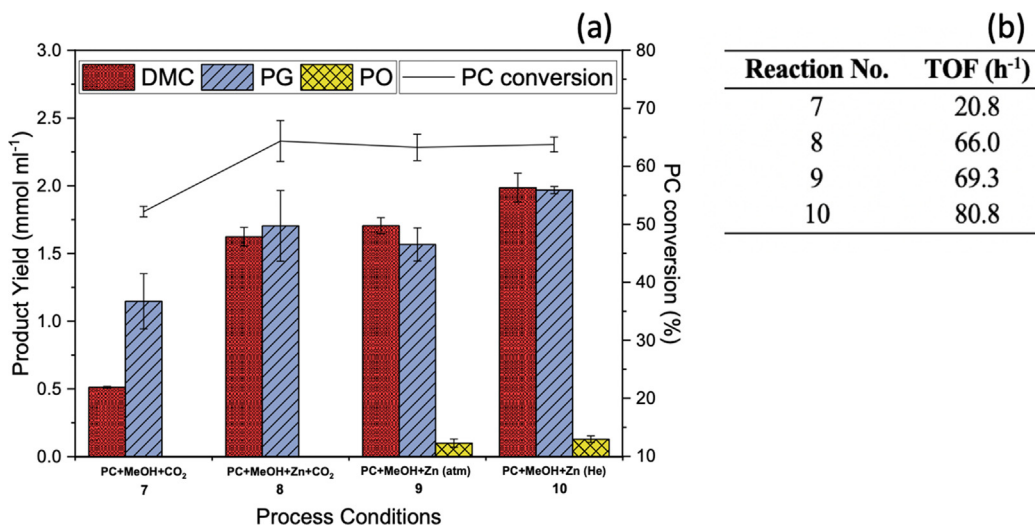 (a)
DMC PG PO PC conversion
3.0
2.5
2.0
1.5
1.0
0.5
0.0
Product Yield (mmol ml⁻¹)
80
70
60
50
40
30
20
10
PC conversion (%)
PC+MeOH+CO₂ PC+MeOH+Zn+CO₂ PC+MeOH+Zn (atm) PC+MeOH+Zn (He)
7 8 9 10
Process Conditions
(b)
Reaction No. TOF (h⁻¹)
7 20.8
8 66.0
9 69.3
10 80.8